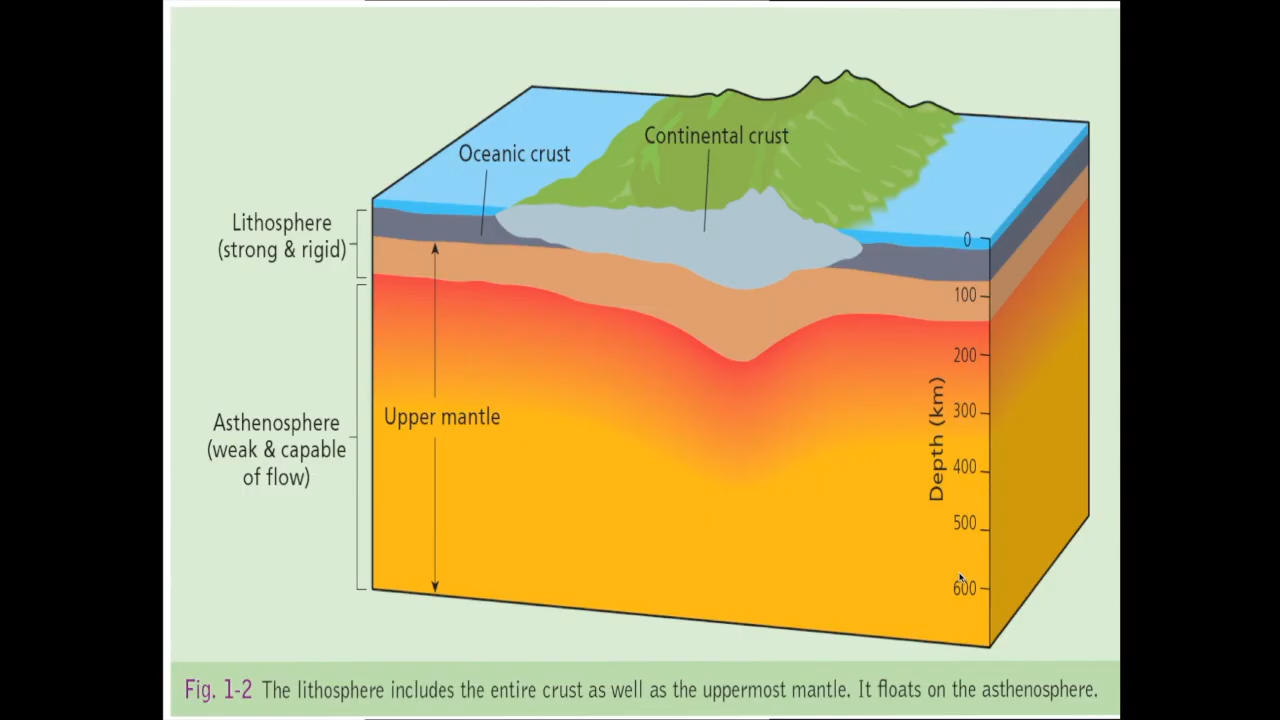 Continental crust
Oceanic crust
Lithosphere
(strong & rigid)
Asthenosphere
(weak & capable
of flow)
Upper mantle
Depth (km)
0
100
200
300
400
500
600
Fig. 1-2 The lithosphere includes the entire crust as well as the uppermost mantle. It floats on the asthenosphere.